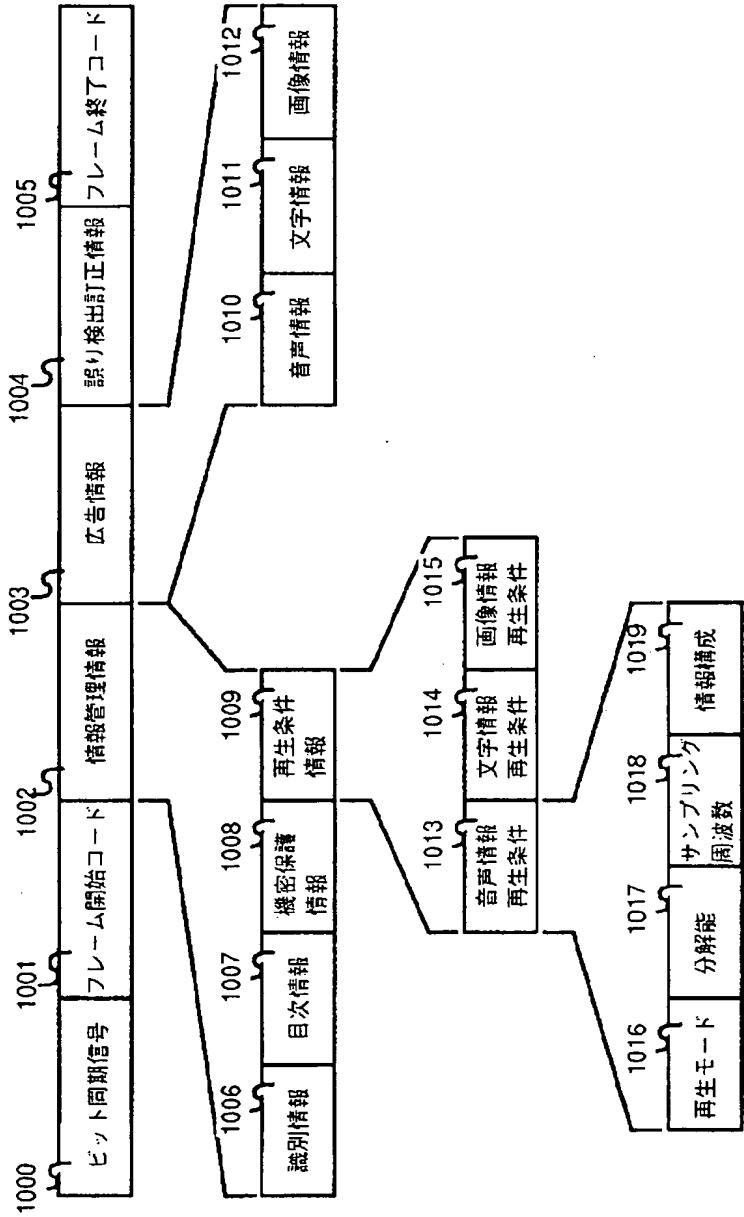 1000
1001
1002
1003
1004
1005
ビット同期信号
フレーム開始コード
情報管理情報
広告情報
誤り検出訂正情報
フレーム終了コード
1006
1007
1008
1009
識別情報
目次情報
機密保護
情報
再生条件
情報
1010
1011
1012
音声情報
文字情報
画像情報
1013
1014
1015
音声情報
再生条件
文字情報
再生条件
画像情報
再生条件
1016
1017
1018
1019
再生モード
分解能
サンプリング
周波数
情報構成